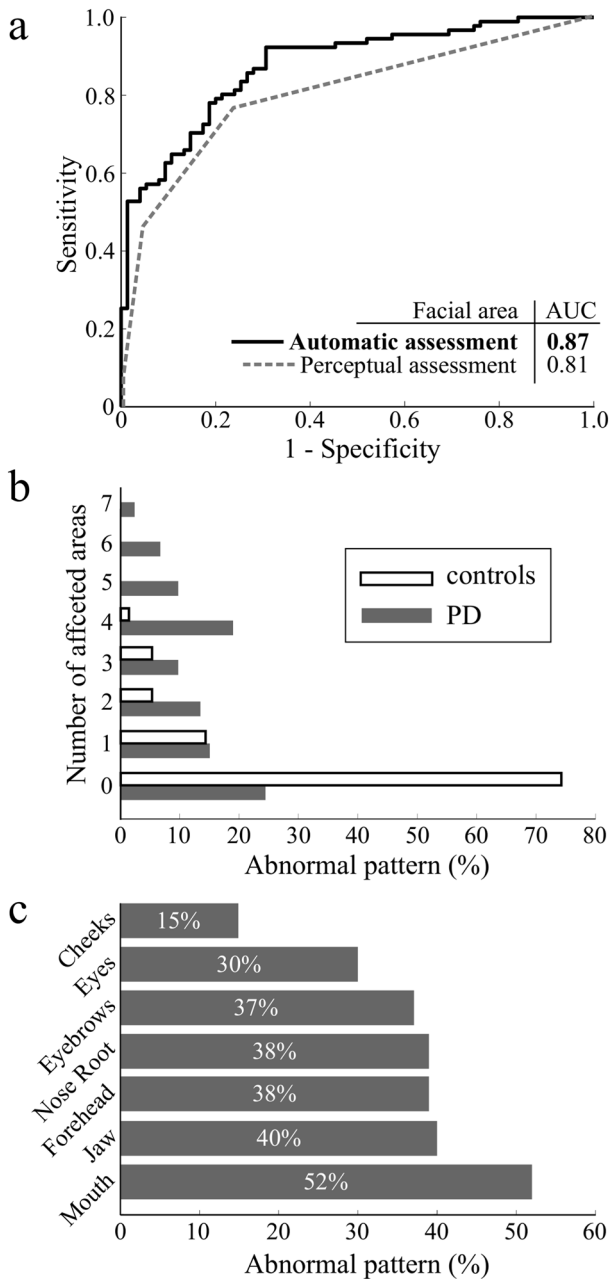 a
1.0
0.8
0.6
0.4
0.2
0
Sensitivity
Facial area AUC
Automatic assessment 0.87
Perceptual assessment 0.81
0 0.2 0.4 0.6 0.8 1.0
1 - Specificity
b
7
6
5
4
3
2
1
0
Number of affceted areas
controls
PD
0 10 20 30 40 50 60 70 80
Abnormal pattern (%)
c
Cheeks 15%
Eyes 30%
Eyebrows 37%
Nose Root 38%
Forehead 38%
Jaw 40%
Mouth 52%
0 10 20 30 40 50 60
Abnormal pattern (%)